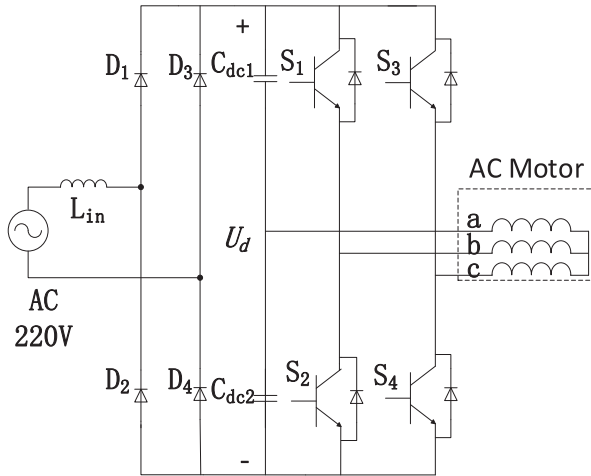 +
D1 D3 Cdc1 S1 S3
AC Motor
Lin
a
Ud
b
c
AC
220V
D2 D4 Cdc2 S2 S4
-